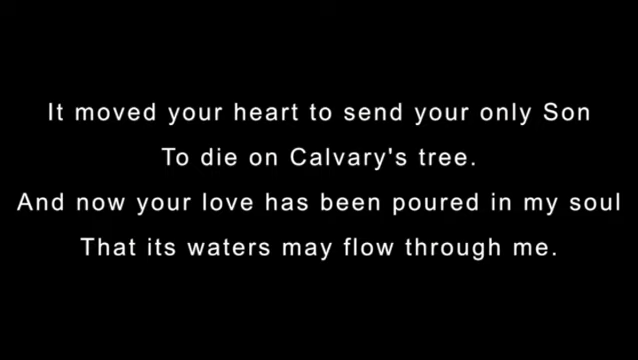 It moved your heart to send your only Son
To die on Calvary's tree.
And now your love has been poured in my soul
That its waters may flow through me.